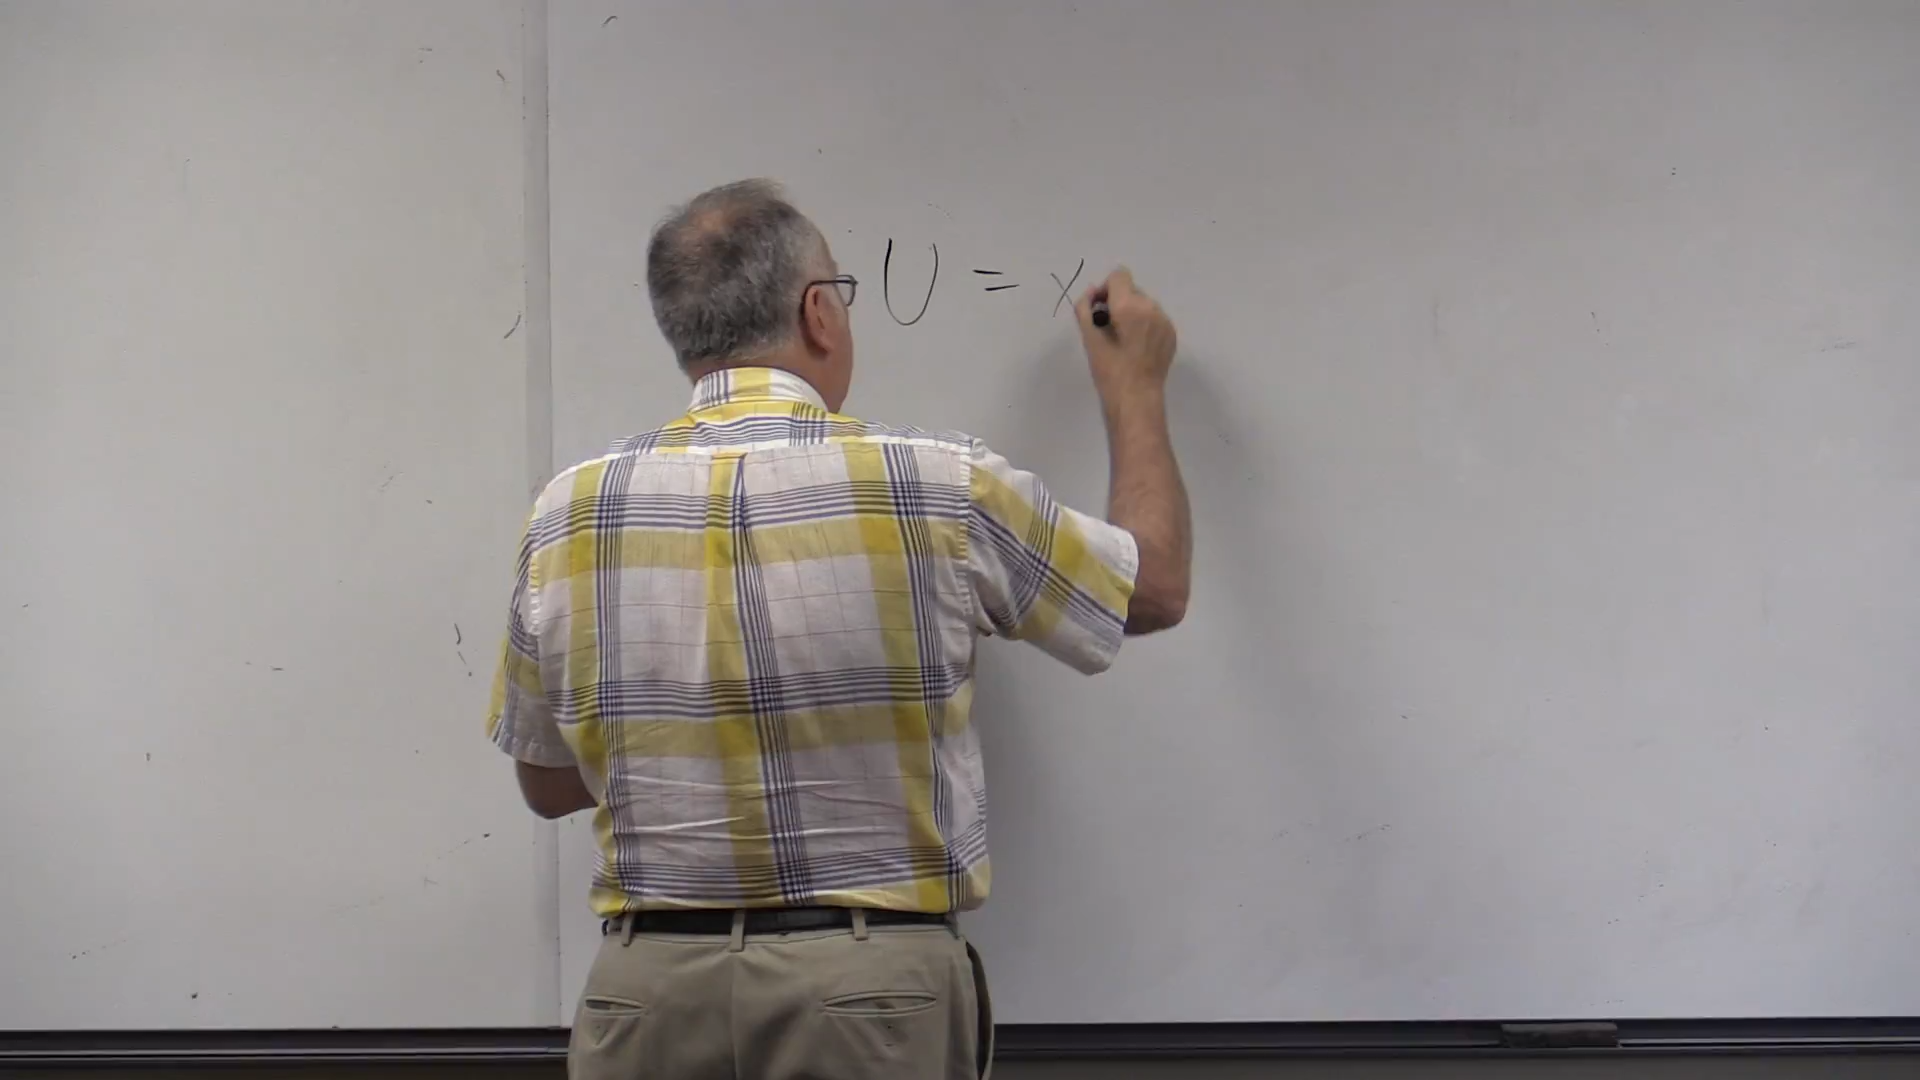 U = x